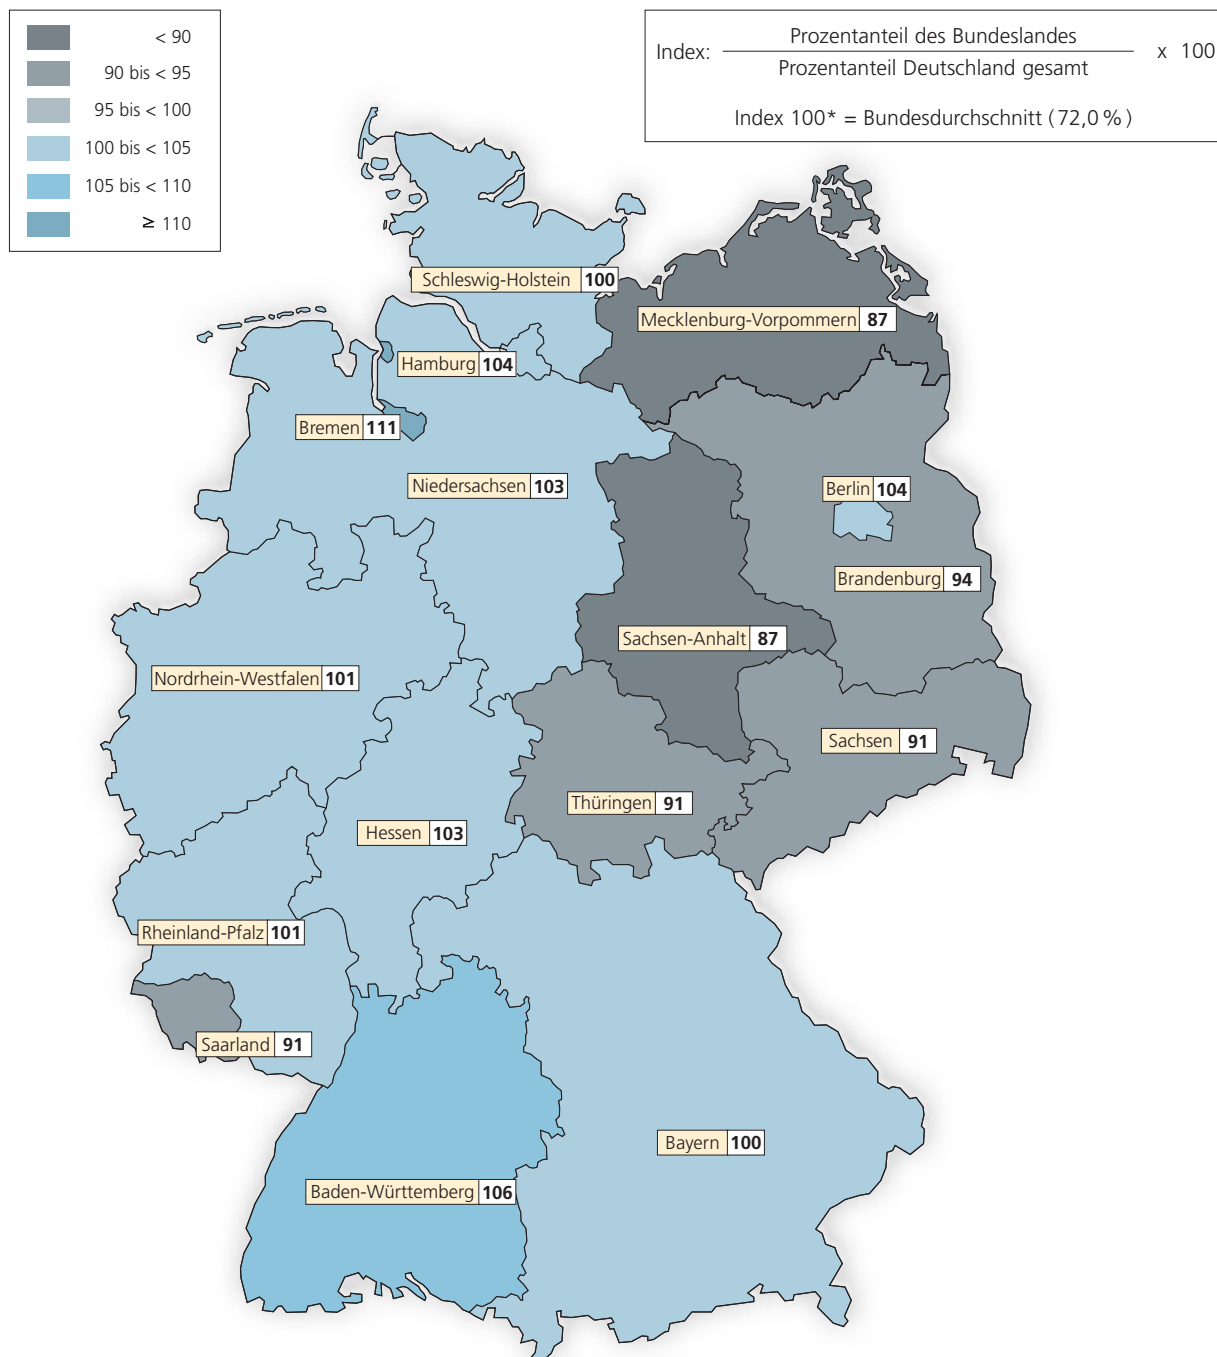 < 90
90 bis < 95
95 bis < 100
100 bis < 105
105 bis < 110
≥ 110
Index: Prozentanteil des Bundeslandes x 100
Prozentanteil Deutschland gesamt
Index 100* = Bundesdurchschnitt (72,0 %)
Schleswig-Holstein 100
Mecklenburg-Vorpommern 87
Hamburg 104
Bremen 111
Niedersachsen 103
Berlin 104
Brandenburg 94
Sachsen-Anhalt 87
Nordrhein-Westfalen 101
Sachsen 91
Thüringen 91
Hessen 103
Rheinland-Pfalz 101
Saarland 91
Bayern 100
Baden-Württemberg 106